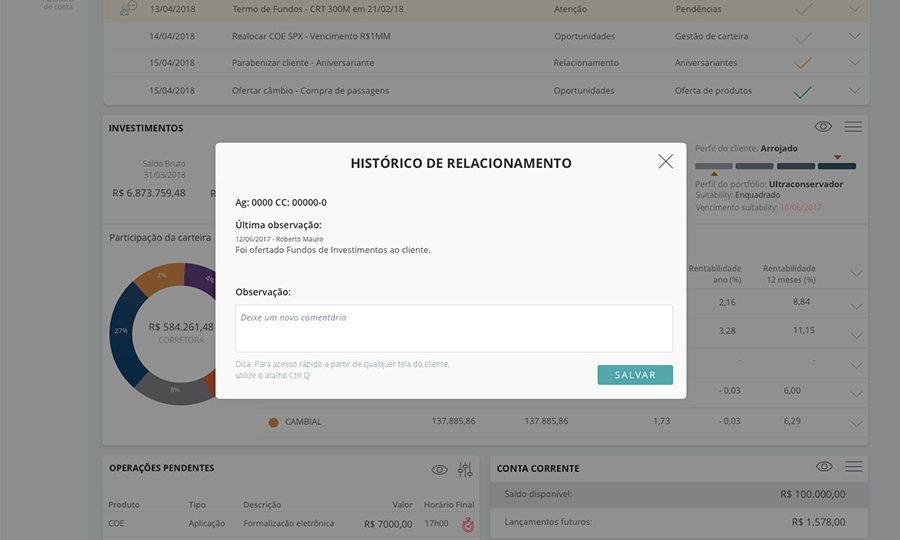 de conta
13/04/2018 Termo de Fundos - CRT 300M em 21/02/18 Atenção Pendências
14/04/2018 Realocar COE SPX - Vencimento R$1MM Oportunidades Gestão de carteira
15/04/2018 Parabenizar cliente - Aniversariante Relacionamento Aniversariantes
15/04/2018 Ofertar câmbio - Compra de passagens Oportunidades Oferta de produtos
INVESTIMENTOS
Saldo Bruto
31/03/2018
R$ 6.873.759,48 R
Perfil do cliente: Arrojado
Perfil do portfólio: Ultraconservador
Suitability: Enquadrado
Vencimento suitability: 10/06/2017
HISTÓRICO DE RELACIONAMENTO
Ag: 0000 CC: 00000-0
Última observação:
12/06/2017 - Roberto Mauro
Foi ofertado Fundos de Investimentos ao cliente.
Observação:
Deixe um novo comentário
Dica: Para acesso rápido a partir de qualquer tela do cliente,
utilize o atalho Ctrl Q
SALVAR
Participação da carteira
2%
4%
27%
R$ 584.261,48
CORRETORA
8%
Rentabilidade Rentabilidade
ano (%) 12 meses (%)
2,16 8,84
3,28 11,15
- -
- 0,03 6,00
CAMBIAL 137.885,86 137.885,86 1,73 - 0,03 6,29
OPERAÇÕES PENDENTES
Produto Tipo Descrição Valor Horário Final
COE Aplicação Formalizacão eletrônica R$ 7000,00 17h00
CONTA CORRENTE
Saldo disponível: R$ 100.000,00
Lançamentos futuros: R$ 1.578,00